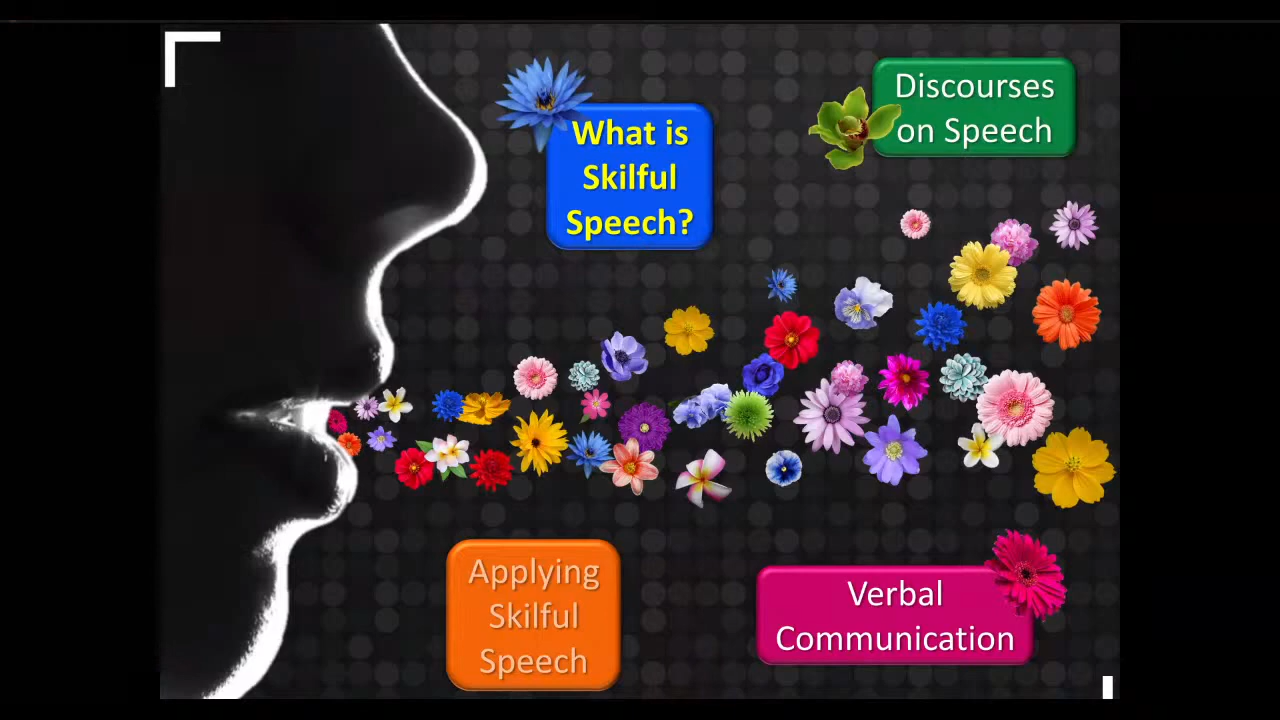 What is
Skilful
Speech?
Discourses
on Speech
Applying
Skilful
Speech
Verbal
Communication